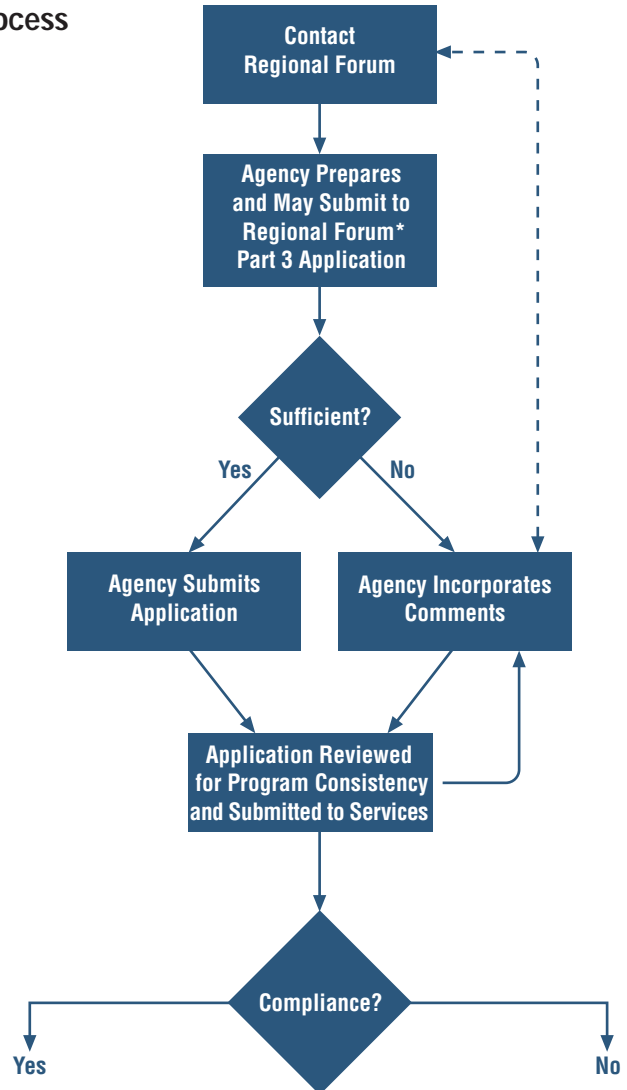 Contact
Regional Forum
Agency Prepares
and May Submit to
Regional Forum*
Part 3 Application
Sufficient?
Yes
No
Agency Submits
Application
Agency Incorporates
Comments
Application Reviewed
for Program Consistency
and Submitted to Services
Compliance?
Yes
No